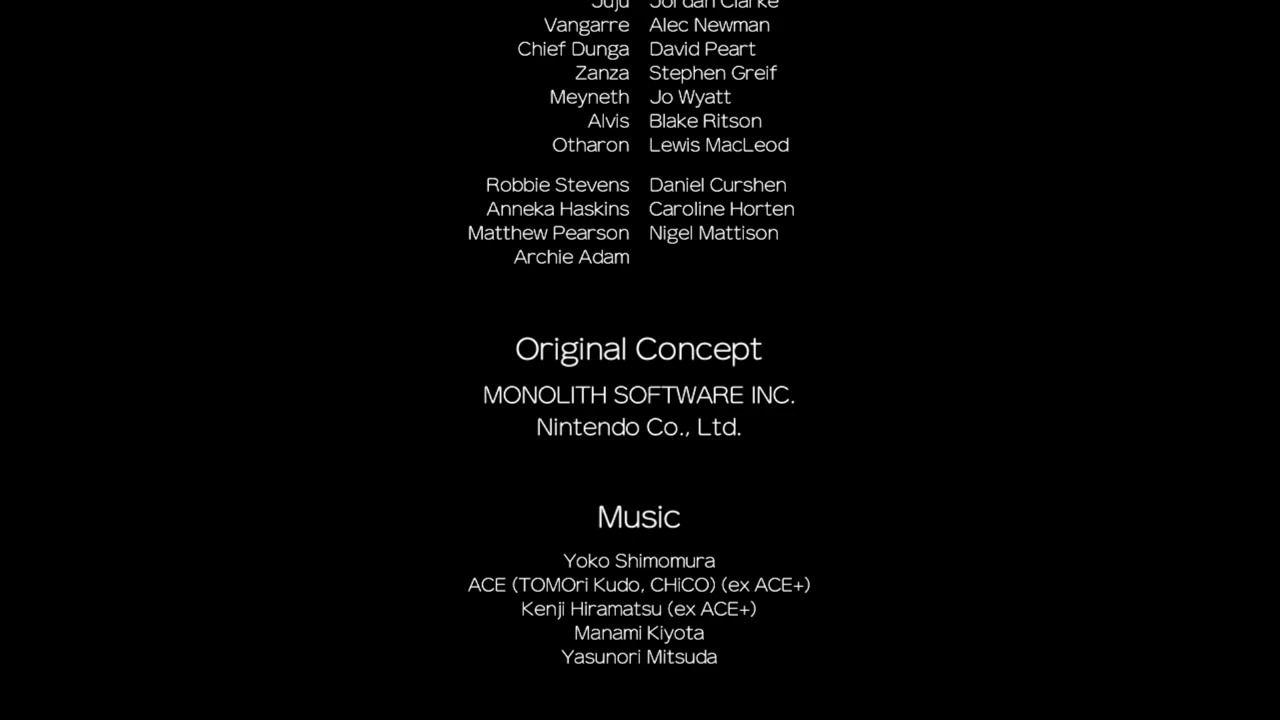 Juju Jordan Clarke
Vangarre Alec Newman
Chief Dunga David Peart
Zanza Stephen Greif
Meyneth Jo Wyatt
Alvis Blake Ritson
Otharon Lewis MacLeod
Robbie Stevens Daniel Curshen
Anneka Haskins Caroline Horten
Matthew Pearson Nigel Mattison
Archie Adam
Original Concept
MONOLITH SOFTWARE INC.
Nintendo Co., Ltd.
Music
Yoko Shimomura
ACE (TOMOri Kudo, CHiCO) (ex ACE+)
Kenji Hiramatsu (ex ACE+)
Manami Kiyota
Yasunori Mitsuda